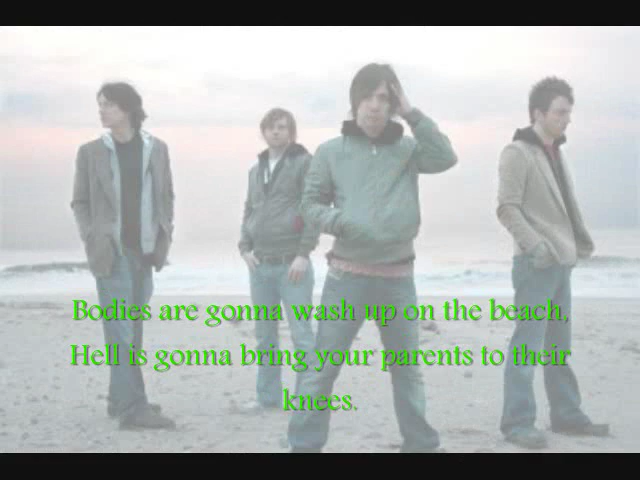 Bodies are gonna wash up on the beach,
Hell is gonna bring your parents to their
knees.